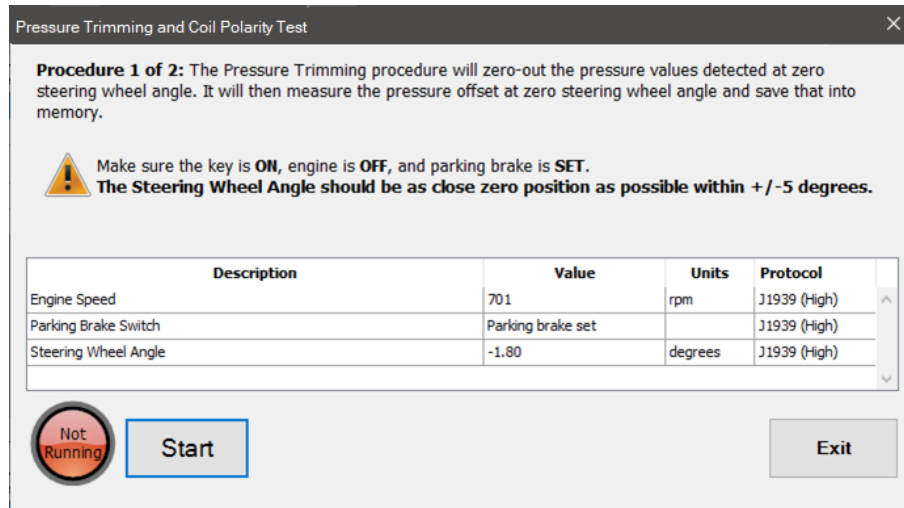 Pressure Trimming and Coil Polarity Test
Procedure 1 of 2: The Pressure Trimming procedure will zero-out the pressure values detected at zero
steering wheel angle. It will then measure the pressure offset at zero steering wheel angle and save that into
memory.
Make sure the key is ON, engine is OFF, and parking brake is SET.
The Steering Wheel Angle should be as close zero position as possible within +/-5 degrees.
Description Value Units Protocol
Engine Speed 701 rpm J1939 (High)
Parking Brake Switch Parking brake set J1939 (High)
Steering Wheel Angle -1.80 degrees J1939 (High)
Not
Running
Start
Exit